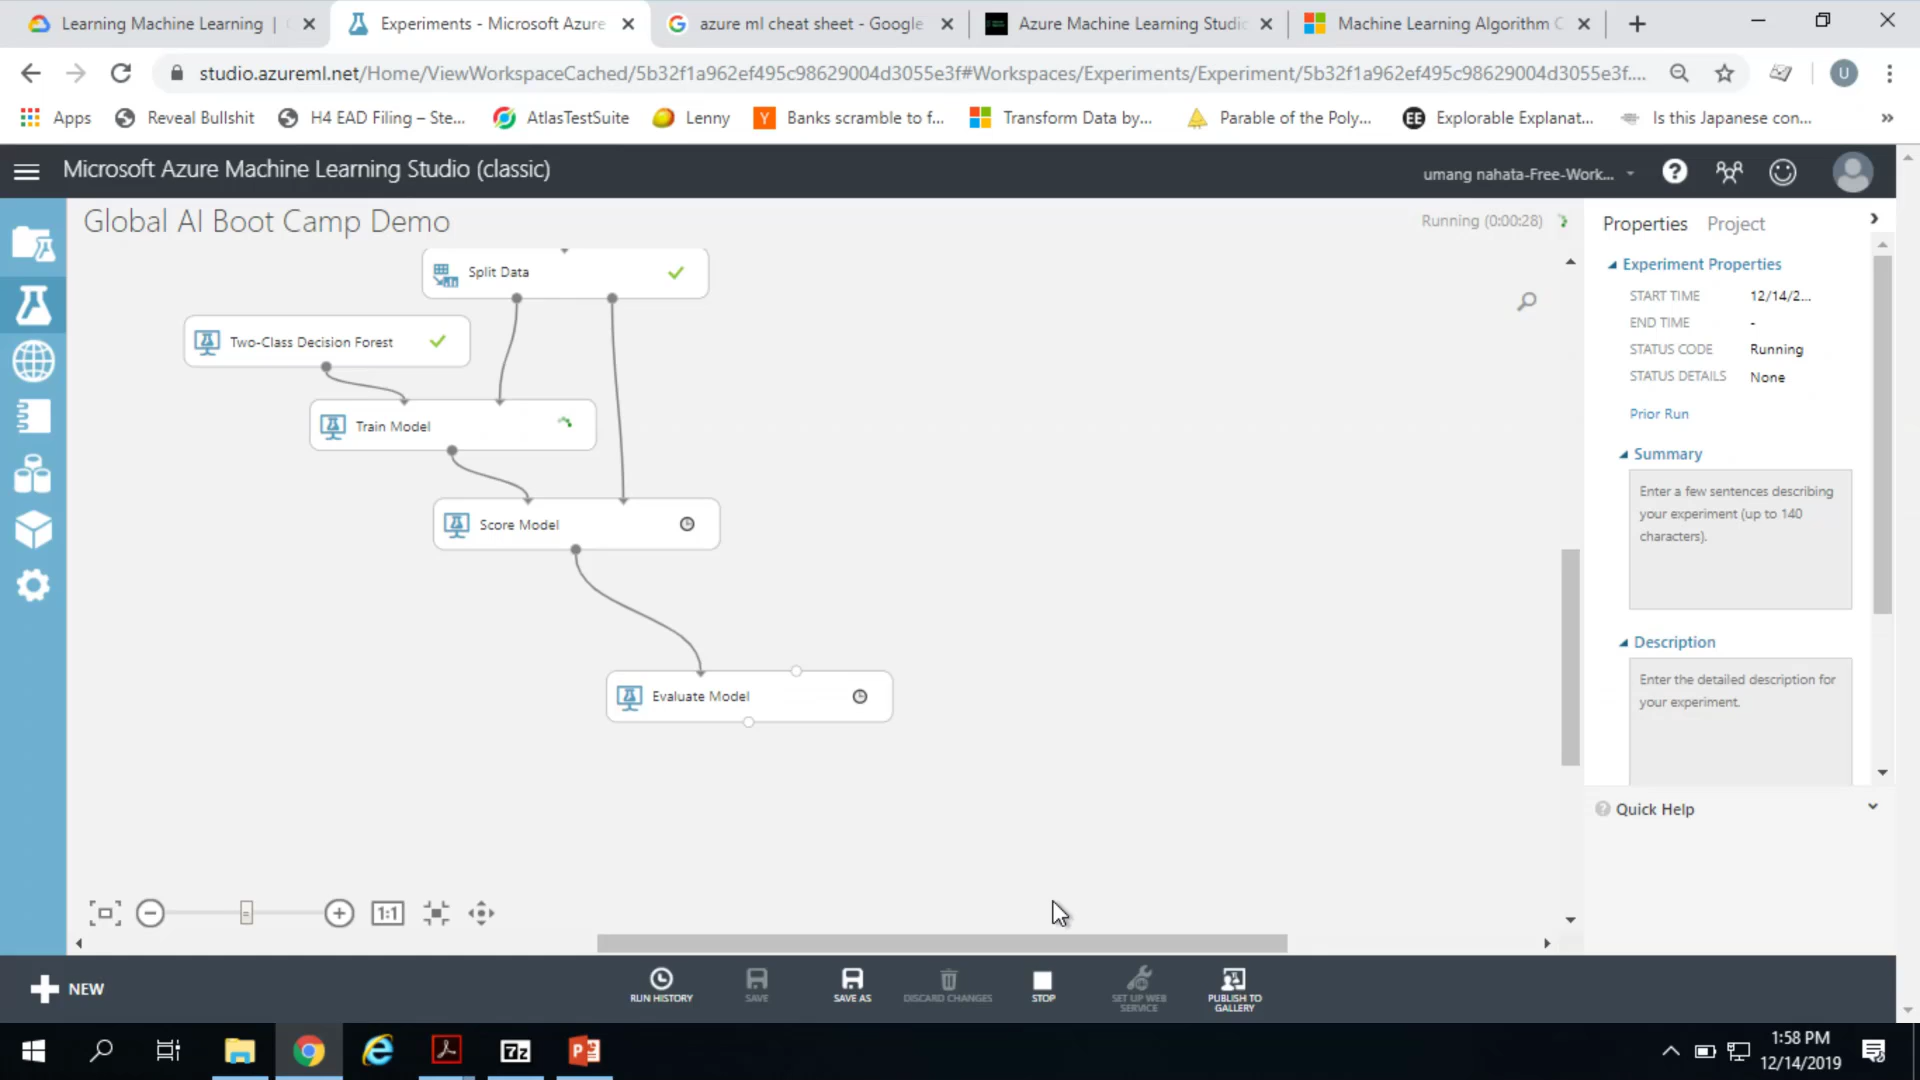 Learning Machine Learning |
Experiments - Microsoft Azure
azure ml cheat sheet - Google
Azure Machine Learning Studio
Machine Learning Algorithm C
studio.azureml.net/Home/ViewWorkspaceCached/5b32f1a962ef495c98629004d3055e3f#Workspaces/Experiments/Experiment/5b32f1a962ef495c98629004d3055e3f....
U
Apps
Reveal Bullshit
H4 EAD Filing – Ste...
AtlasTestSuite
Lenny
Y
Banks scramble to f...
Transform Data by...
Parable of the Poly...
EE
Explorable Explanat...
Is this Japanese con...
»
Microsoft Azure Machine Learning Studio (classic)
umang nahata-Free-Work...
Global AI Boot Camp Demo
Running (0:00:28)
Properties
Project
Split Data
Two-Class Decision Forest
Train Model
Score Model
Evaluate Model
Experiment Properties
START TIME 12/14/2...
END TIME -
STATUS CODE Running
STATUS DETAILS None
Prior Run
Summary
Enter a few sentences describing
your experiment (up to 140
characters).
Description
Enter the detailed description for
your experiment.
Quick Help
1:1
NEW
RUN HISTORY
SAVE
SAVE AS
DISCARD CHANGES
STOP
SET UP WEB
SERVICE
PUBLISH TO
GALLERY
7z
P
1:58 PM
12/14/2019